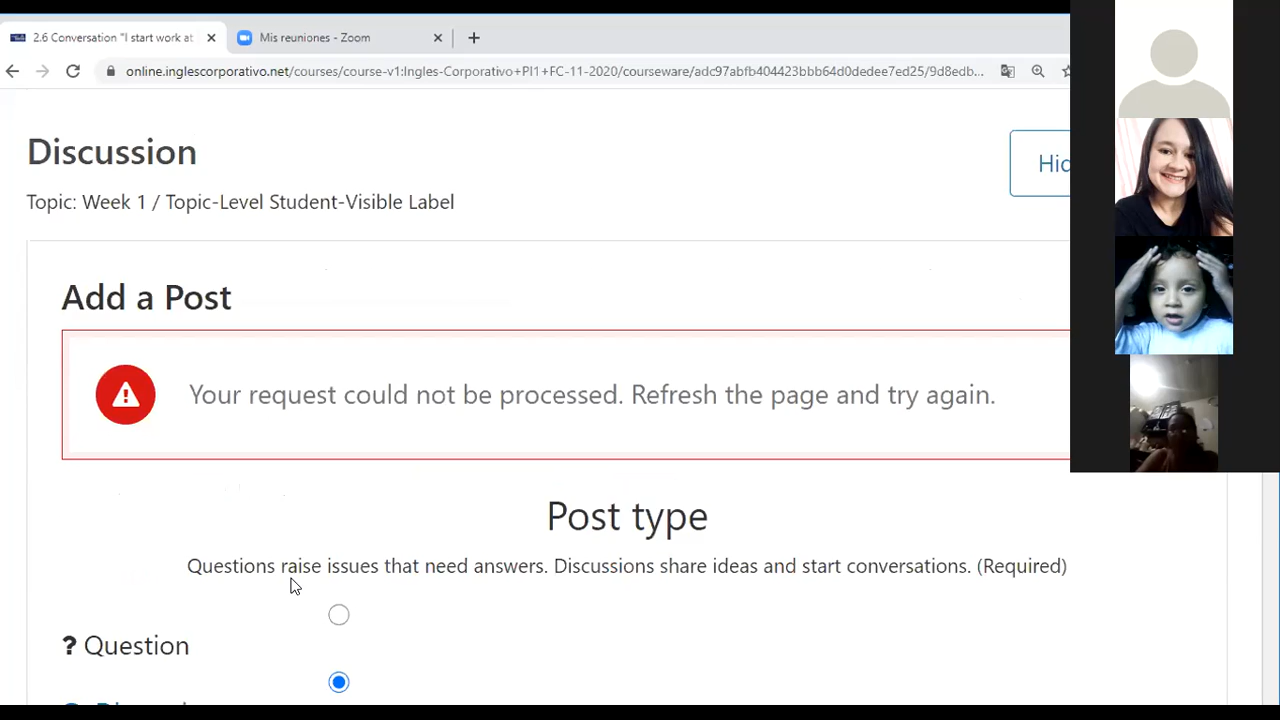 2.6 Conversation "I start work at
Mis reuniones - Zoom
online.inglescorporativo.net/courses/course-v1:Ingles-Corporativo+PI1+FC-11-2020/courseware/adc97abfb404423bbb64d0dedee7ed25/9d8edb...
Discussion
Hid
Topic: Week 1 / Topic-Level Student-Visible Label
Add a Post
Your request could not be processed. Refresh the page and try again.
Post type
Questions raise issues that need answers. Discussions share ideas and start conversations. (Required)
? Question